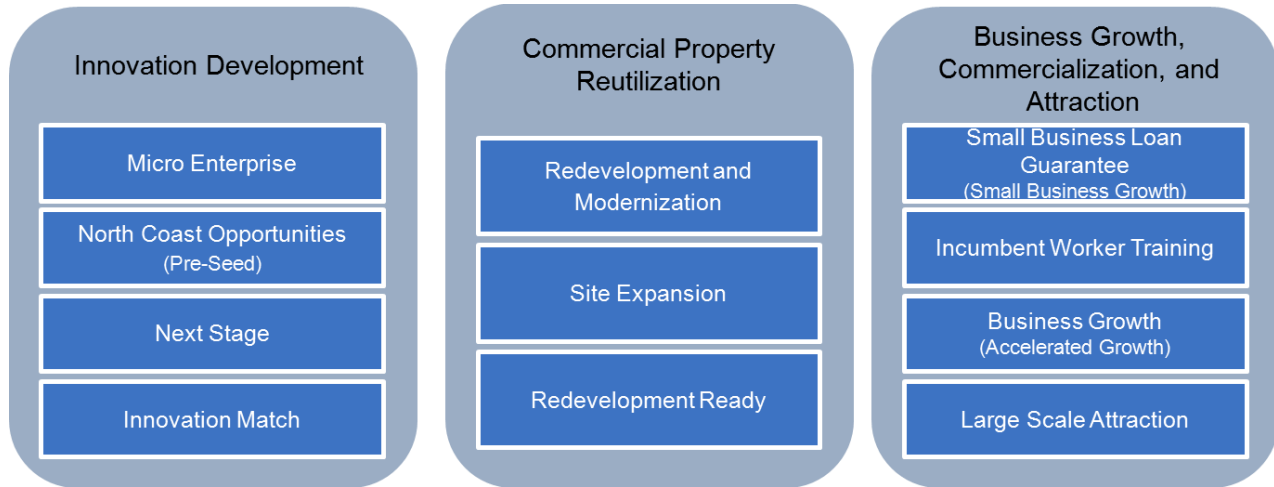 Innovation Development
Micro Enterprise
North Coast Opportunities
(Pre-Seed)
Next Stage
Innovation Match
Commercial Property
Reutilization
Redevelopment and
Modernization
Site Expansion
Redevelopment Ready
Business Growth,
Commercialization, and
Attraction
Small Business Loan
Guarantee
(Small Business Growth)
Incumbent Worker Training
Business Growth
(Accelerated Growth)
Large Scale Attraction